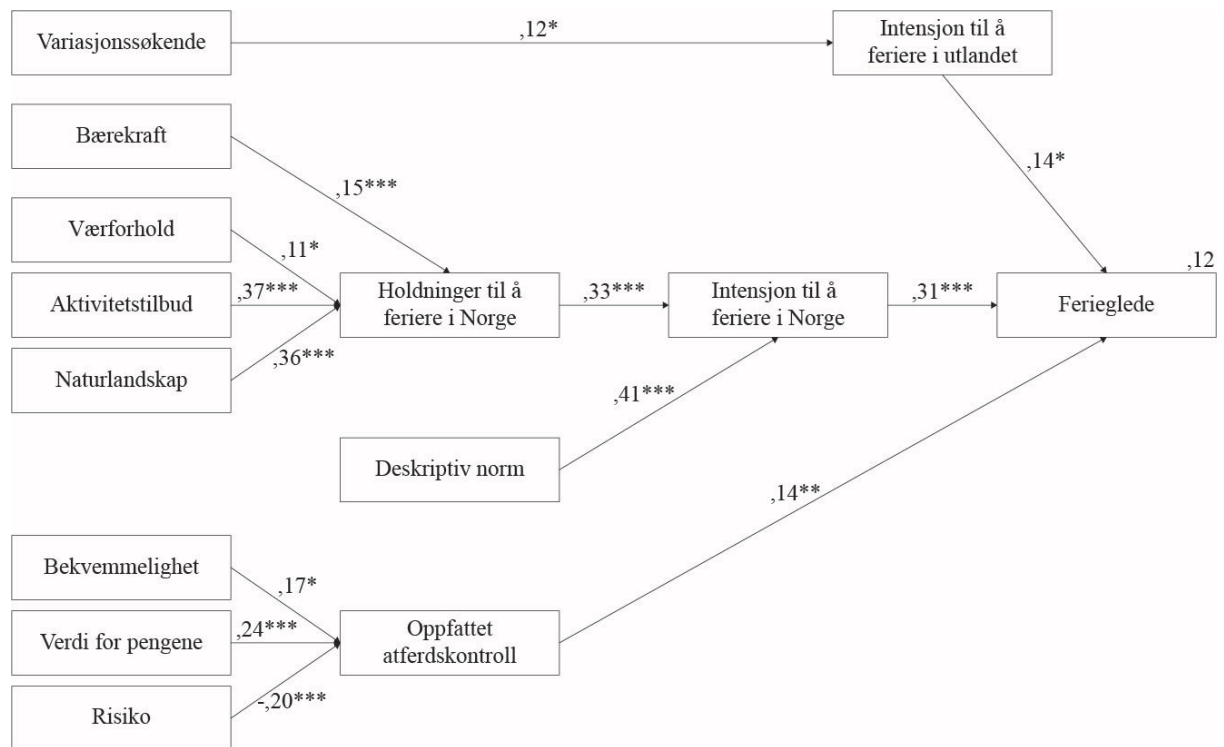 Variasjonssøkende
,12*
Intensjon til å
feriere i utlandet
Bærekraft
,14*
,15***
Værforhold
,11*
,12
Aktivitetstilbud
,37***
Holdninger til å
feriere i Norge
,33***
Intensjon til å
feriere i Norge
,31***
Ferieglede
,36***
Naturlandskap
,41***
Deskriptiv norm
,14**
Bekvemmelighet
,17*
Verdi for pengene
,24***
Oppfattet
atferdskontroll
-,20***
Risiko